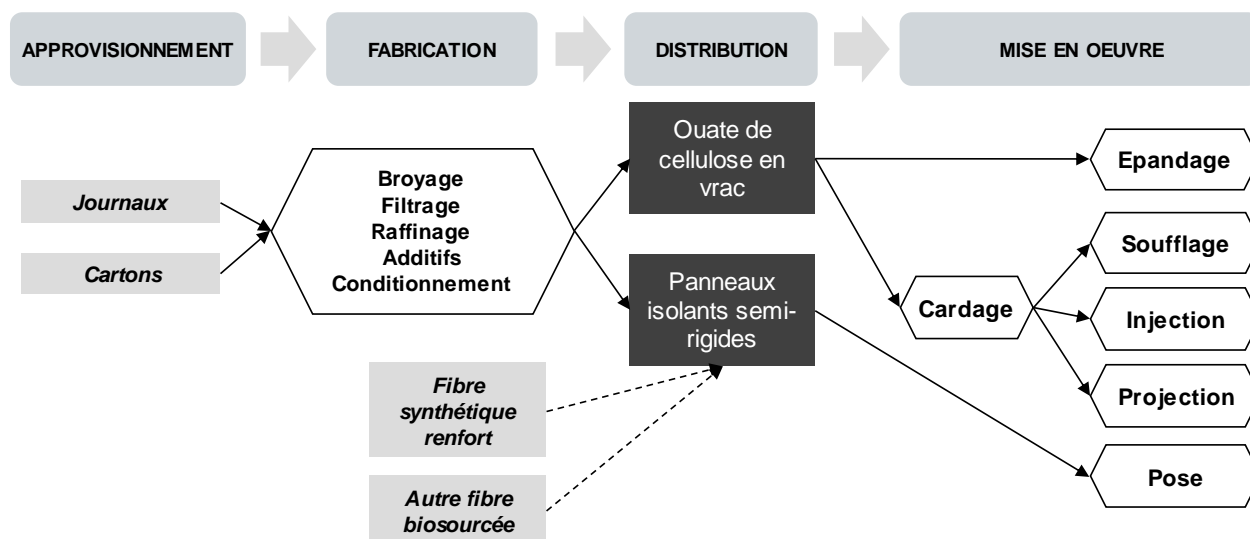 APPROVISIONNEMENT
FABRICATION
DISTRIBUTION
MISE EN OEUVRE
Journaux
Cartons
Broyage
Filtrage
Raffinage
Additifs
Conditionnement
Fibre
synthétique
renfort
Autre fibre
biosourcée
Ouate de
cellulose en
vrac
Panneaux
isolants semi-
rigides
Cardage
Epandage
Soufflage
Injection
Projection
Pose